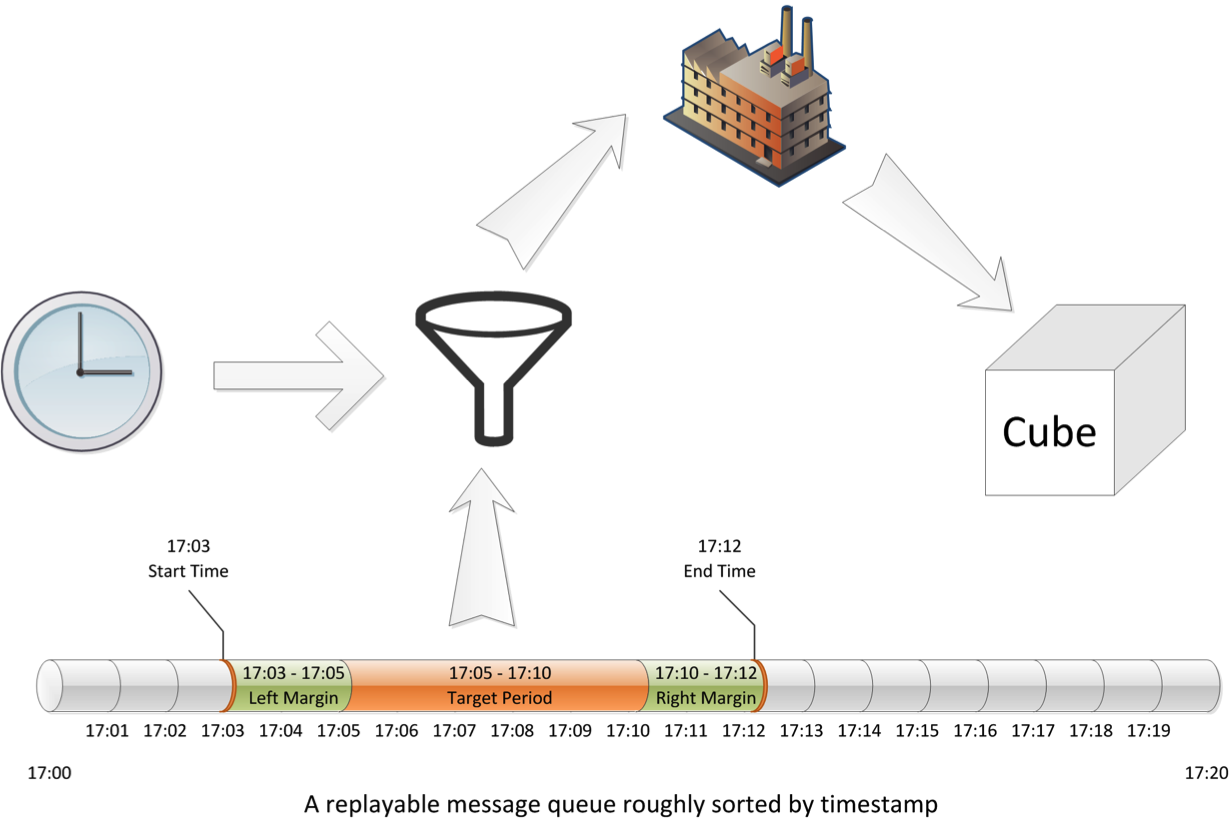 Cube
17:03
Start Time
17:12
End Time
17:03 - 17:05
Left Margin
17:05 - 17:10
Target Period
17:10 - 17:12
Right Margin
17:01 17:02 17:03 17:04 17:05 17:06 17:07 17:08 17:09 17:10 17:11 17:12 17:13 17:14 17:15 17:16 17:17 17:18 17:19
17:00 17:20
A replayable message queue roughly sorted by timestamp